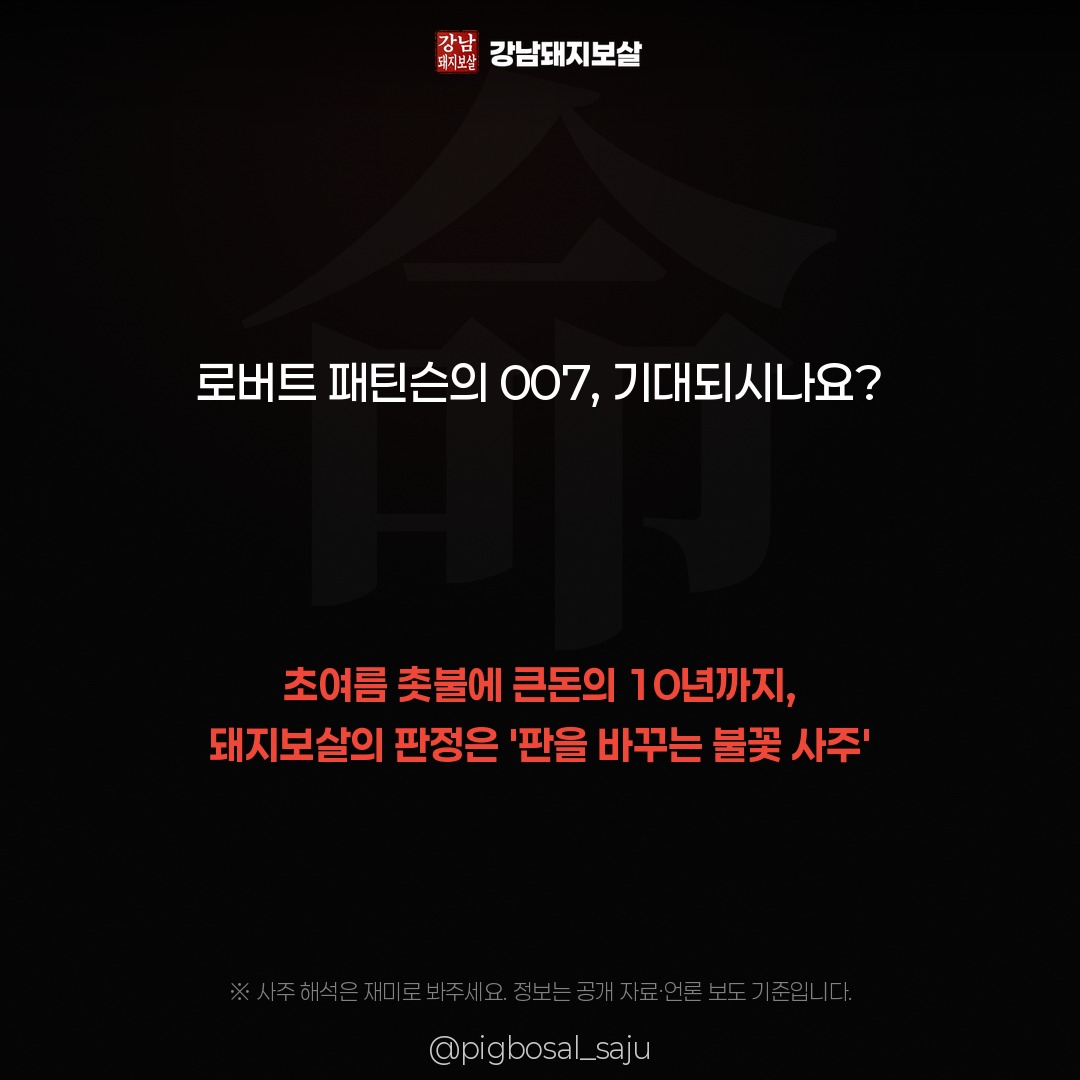 강남
돼지보살
강남돼지보살
命
로버트 패틴슨의 007, 기대되시나요?
초여름 촛불에 큰돈의 10년까지,
돼지보살의 판정은 '판을 바꾸는 불꽃 사주'
※ 사주 해석은 재미로 봐주세요. 정보는 공개 자료·언론 보도 기준입니다.
@pigbosal_saju